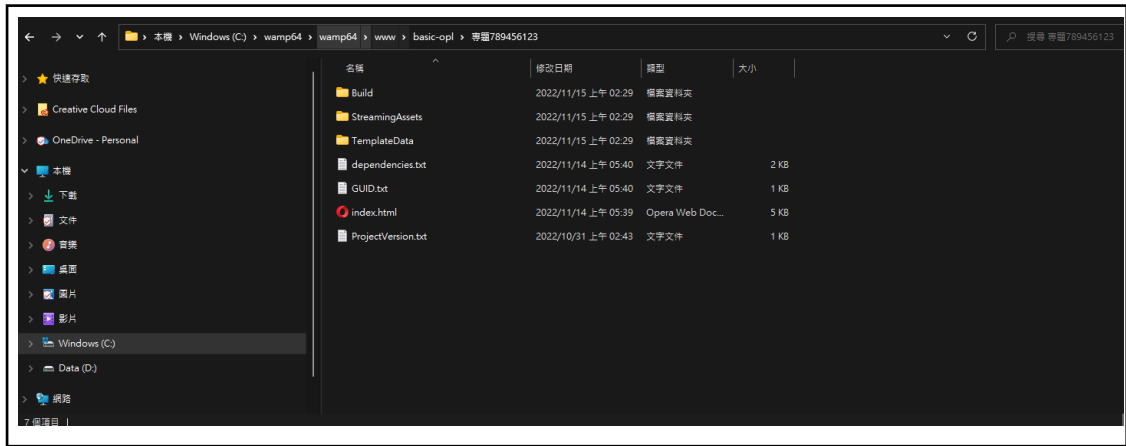 本機 › Windows (C:) › wamp64 › wamp64 › www › basic-opl › 專題789456123
搜尋 專題789456123
名稱 修改日期 類型 大小
快速存取
Creative Cloud Files
OneDrive - Personal
本機
下載
文件
音樂
桌面
圖片
影片
Windows (C:)
Data (D:)
網路
Build 2022/11/15 上午 02:29 檔案資料夾
StreamingAssets 2022/11/15 上午 02:29 檔案資料夾
TemplateData 2022/11/15 上午 02:29 檔案資料夾
dependencies.txt 2022/11/14 上午 05:40 文字文件 2 KB
GUID.txt 2022/11/14 上午 05:40 文字文件 1 KB
index.html 2022/11/14 上午 05:39 Opera Web Doc... 5 KB
ProjectVersion.txt 2022/10/31 上午 02:43 文字文件 1 KB
7 個項目